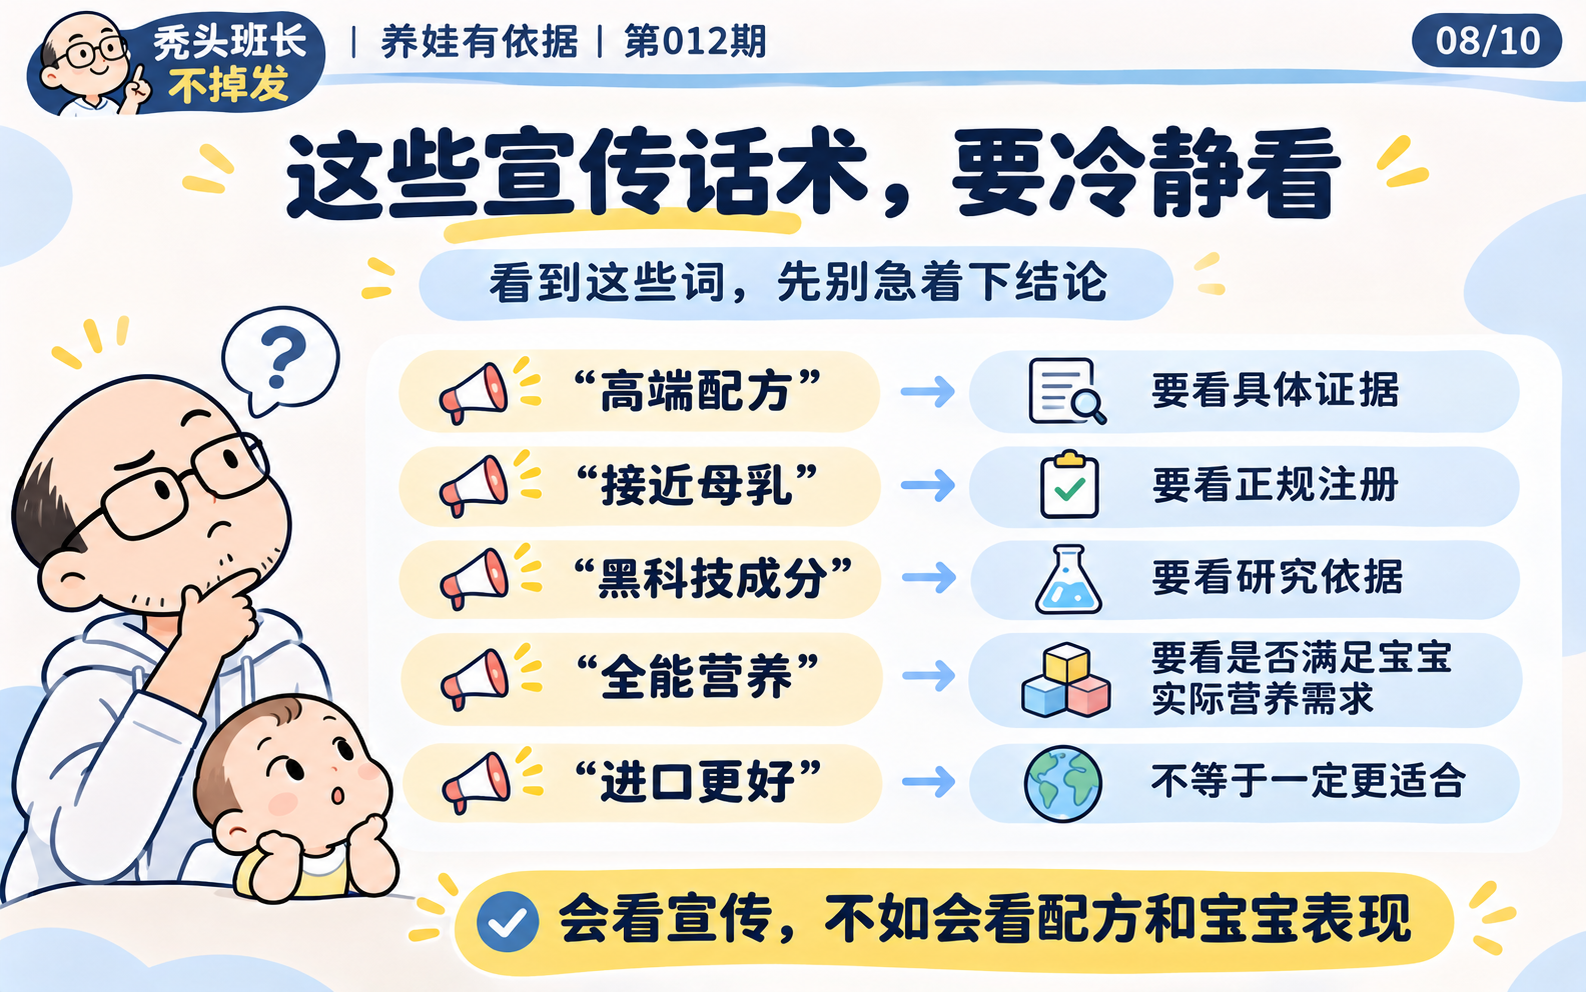 秃头班长
不掉发
| 养娃有依据 | 第012期
08/10
这些宣传话术，要冷静看
看到这些词，先别急着下结论
?
“高端配方” → 要看具体证据
“接近母乳” → 要看正规注册
“黑科技成分” → 要看研究依据
“全能营养” → 要看是否满足宝宝
实际营养需求
“进口更好” → 不等于一定更适合
会看宣传，不如会看配方和宝宝表现